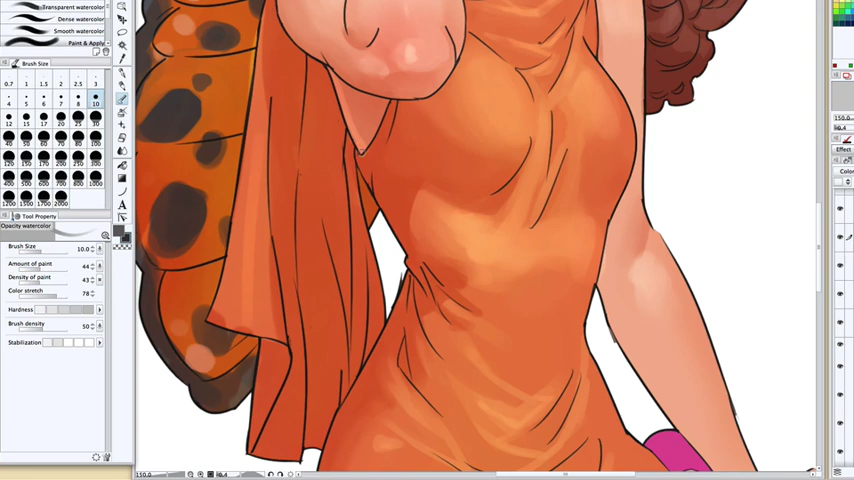 Transparent watercolor
Dense watercolor
Smooth watercolor
Paint & Apply
Brush Size
0.7 1 1.5 2 2.5 3
4 5 6 7 8 10
12 15 17 20 25 30
40 50 60 70 80 100
120 150 170 200 250 300
400 500 600 700 800 1000
1200 1500 1700 2000
Tool Property
Opacity watercolor
Brush Size 10.0
Amount of paint 44
Density of paint 43
Color stretch 78
Hardness
Brush density 50
Stabilization
150.0
150.0
Effect
Color
A